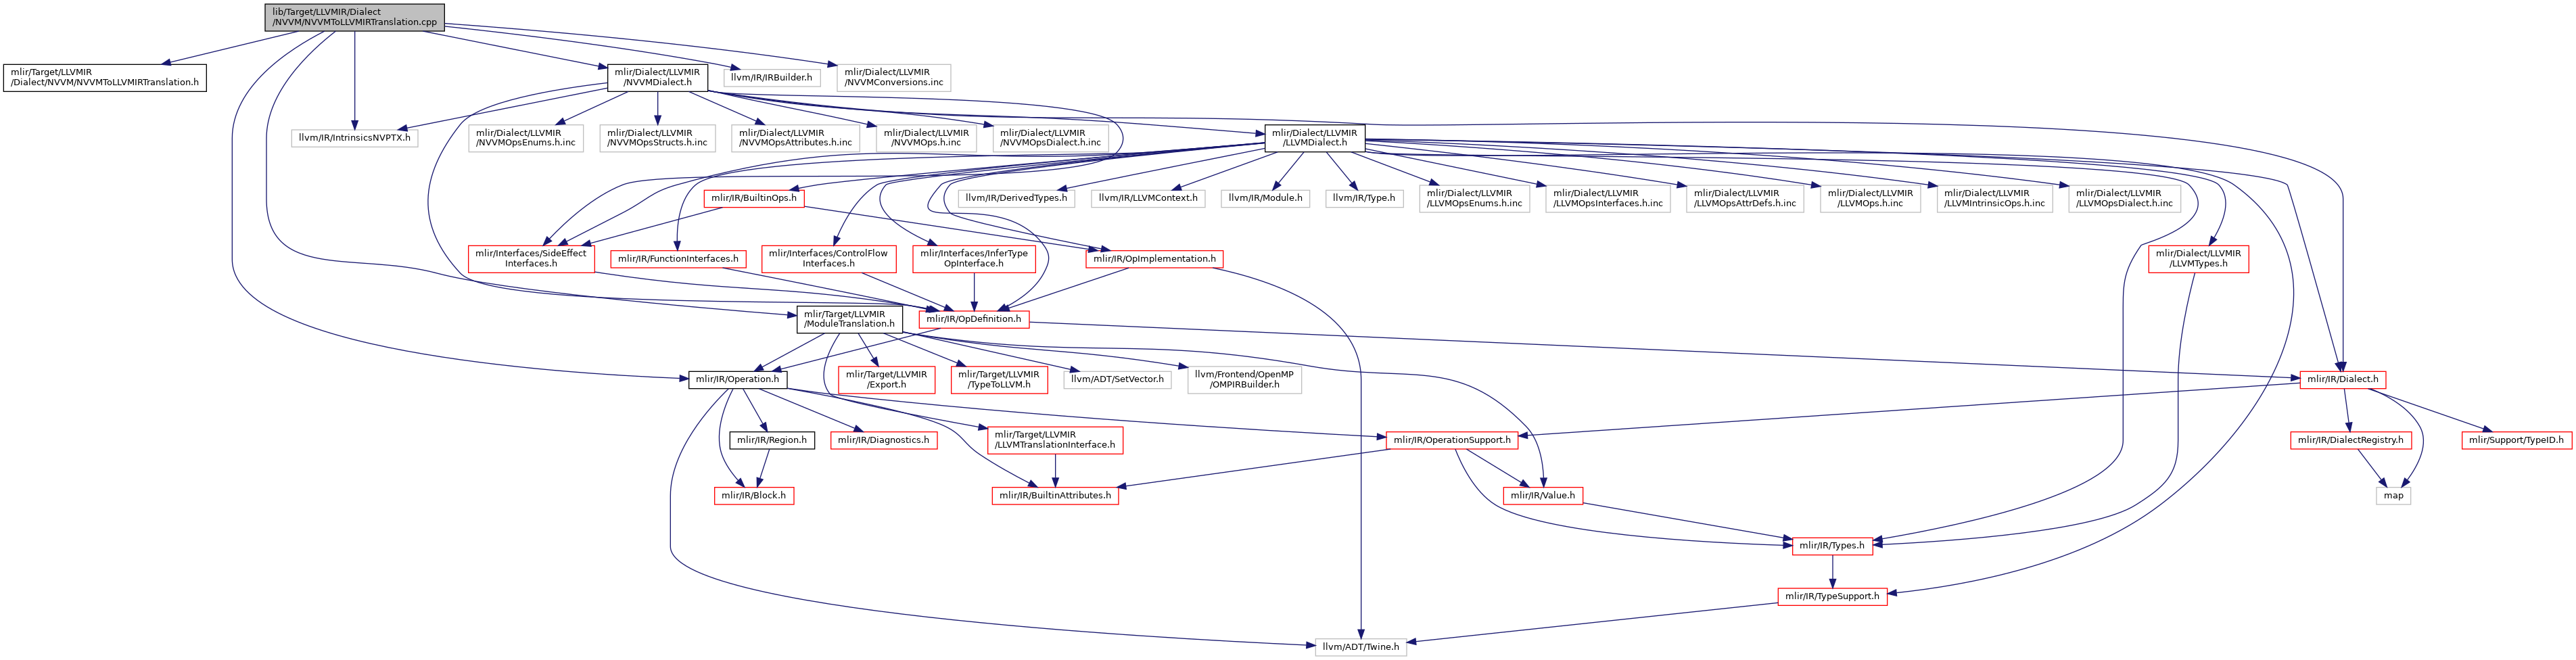 lib/Target/LLVMIR/Dialect
/NVVM/NVVMToLLVMIRTranslation.cpp
mlir/Target/LLVMIR
/Dialect/NVVM/NVVMToLLVMIRTranslation.h
mlir/Dialect/LLVMIR
/NVVMDialect.h
llvm/IR/IRBuilder.h
mlir/Dialect/LLVMIR
/NVVMConversions.inc
llvm/IR/IntrinsicsNVPTX.h
mlir/Dialect/LLVMIR
/NVVMOpsEnums.h.inc
mlir/Dialect/LLVMIR
/NVVMOpsStructs.h.inc
mlir/Dialect/LLVMIR
/NVVMOpsAttributes.h.inc
mlir/Dialect/LLVMIR
/NVVMOps.h.inc
mlir/Dialect/LLVMIR
/NVVMOpsDialect.h.inc
mlir/Dialect/LLVMIR
/LLVMDialect.h
mlir/IR/BuiltinOps.h
llvm/IR/DerivedTypes.h
llvm/IR/LLVMContext.h
llvm/IR/Module.h
llvm/IR/Type.h
mlir/Dialect/LLVMIR
/LLVMOpsEnums.h.inc
mlir/Dialect/LLVMIR
/LLVMOpsInterfaces.h.inc
mlir/Dialect/LLVMIR
/LLVMOpsAttrDefs.h.inc
mlir/Dialect/LLVMIR
/LLVMOps.h.inc
mlir/Dialect/LLVMIR
/LLVMIntrinsicOps.h.inc
mlir/Dialect/LLVMIR
/LLVMOpsDialect.h.inc
mlir/Interfaces/SideEffect
Interfaces.h
mlir/IR/FunctionInterfaces.h
mlir/Interfaces/ControlFlow
Interfaces.h
mlir/Interfaces/InferType
OpInterface.h
mlir/IR/OpImplementation.h
mlir/Dialect/LLVMIR
/LLVMTypes.h
mlir/Target/LLVMIR
/ModuleTranslation.h
mlir/IR/OpDefinition.h
mlir/IR/Operation.h
mlir/Target/LLVMIR
/Export.h
mlir/Target/LLVMIR
/TypeToLLVM.h
llvm/ADT/SetVector.h
llvm/Frontend/OpenMP
/OMPIRBuilder.h
mlir/IR/Dialect.h
mlir/IR/Region.h
mlir/IR/Diagnostics.h
mlir/Target/LLVMIR
/LLVMTranslationInterface.h
mlir/IR/OperationSupport.h
mlir/IR/DialectRegistry.h
mlir/Support/TypeID.h
mlir/IR/Block.h
mlir/IR/BuiltinAttributes.h
mlir/IR/Value.h
map
mlir/IR/Types.h
mlir/IR/TypeSupport.h
llvm/ADT/Twine.h